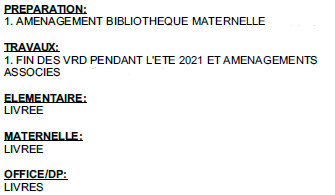 PREPARATION:
1. AMENAGEMENT BIBLIOTHEQUE MATERNELLE
TRAVAUX:
1. FIN DES VRD PENDANT L'ETE 2021 ET AMENAGEMENTS
ASSOCIES
ELEMENTAIRE:
LIVREE
MATERNELLE:
LIVREE
OFFICE/DP:
LIVRES